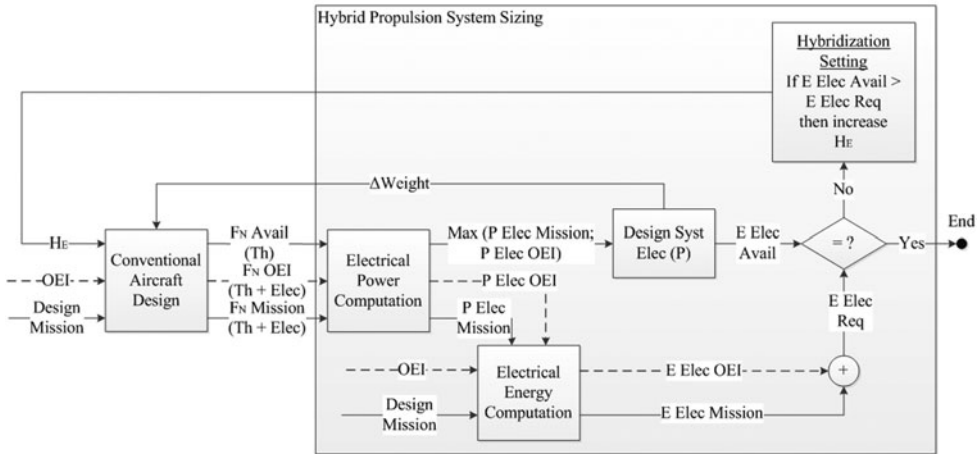 Hybrid Propulsion System Sizing
Hybridization
Setting
If E Elec Avail >
E Elec Req
then increase
HE
ΔWeight
No
End
HE
OEI
Design
Mission
Conventional
Aircraft
Design
FN Avail
(Th)
FN OEI
(Th + Elec)
FN Mission
(Th + Elec)
Electrical
Power
Computation
Max (P Elec Mission;
P Elec OEI)
P Elec OEI
P Elec
Mission
Design Syst
Elec (P)
E Elec
Avail
= ?
Yes
E Elec
Req
OEI
Design
Mission
Electrical
Energy
Computation
E Elec OEI
E Elec Mission
+